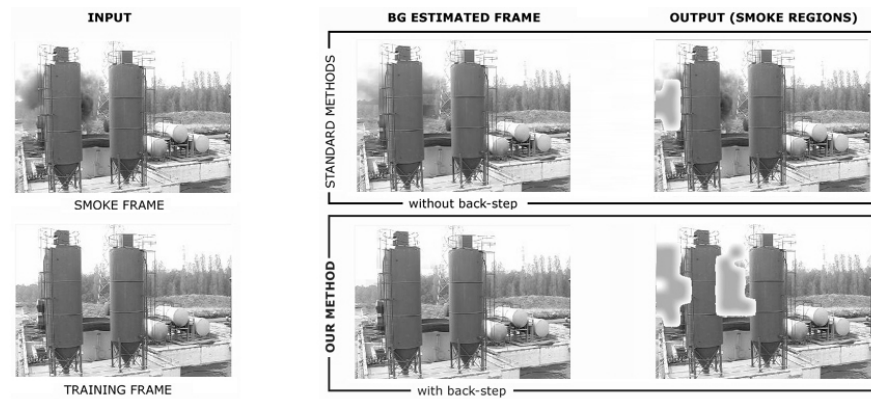 INPUT
BG ESTIMATED FRAME
OUTPUT (SMOKE REGIONS)
STANDARD METHODS
SMOKE FRAME
without back-step
OUR METHOD
TRAINING FRAME
with back-step